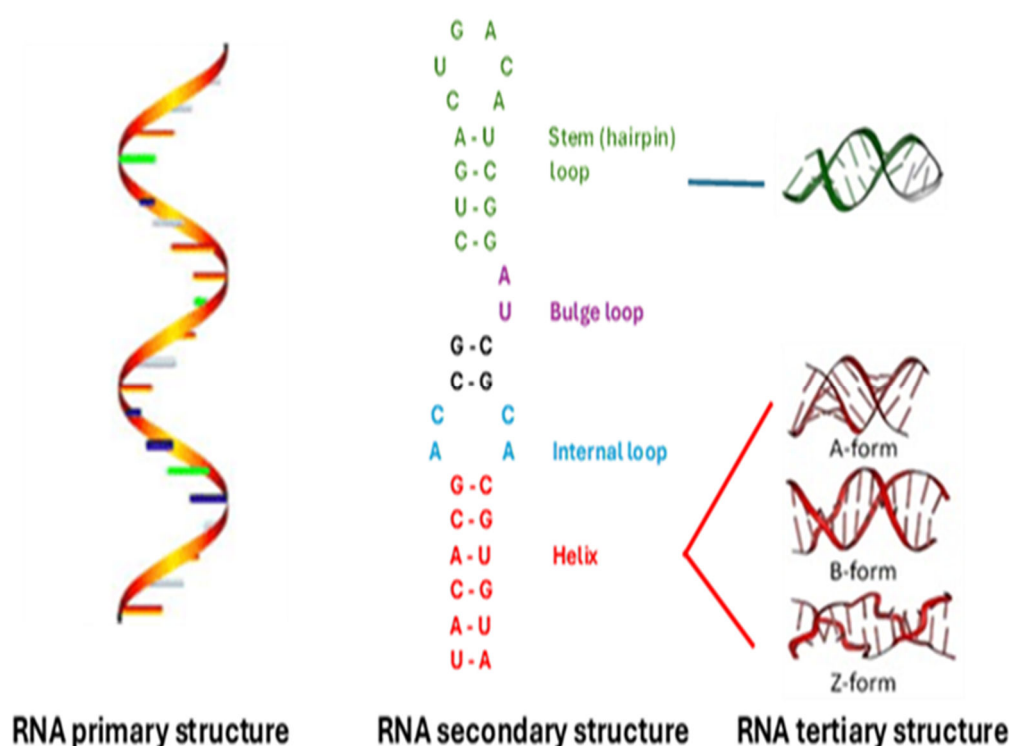 G A
U C
C A
A - U Stem (hairpin)
G - C loop
U - G
C - G
A
U Bulge loop
G - C
C - G
C C
A A Internal loop
G - C
C - G
A - U Helix
C - G
A - U
U - A
A-form
B-form
Z-form
RNA primary structure RNA secondary structure RNA tertiary structure